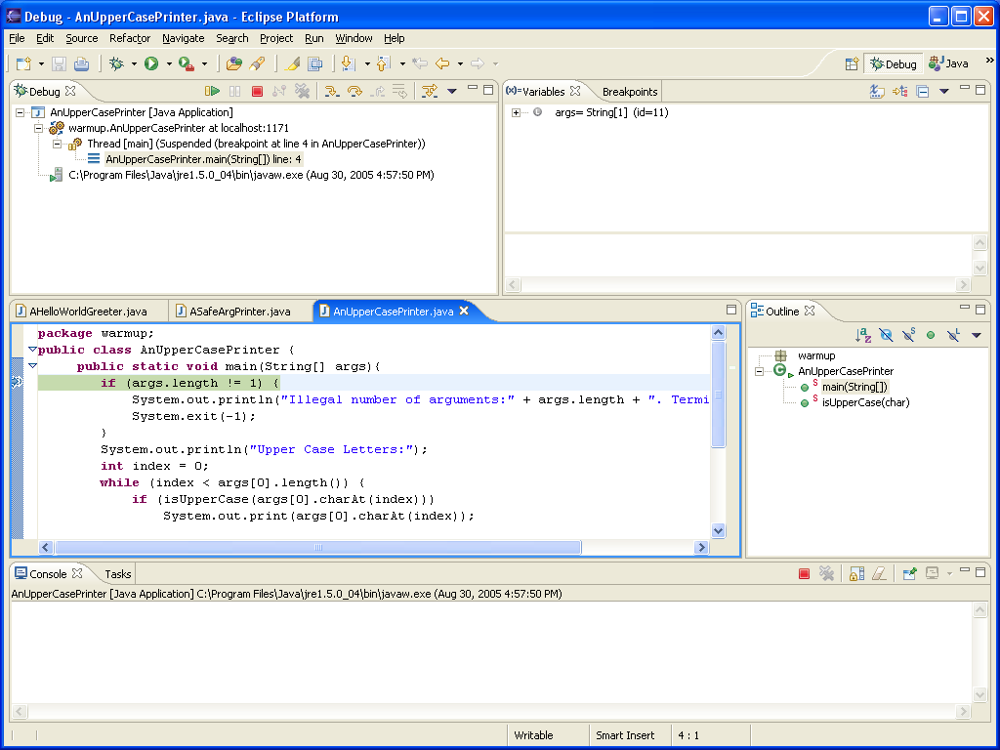 Debug - AnUpperCasePrinter.java - Eclipse Platform
File Edit Source Refactor Navigate Search Project Run Window Help
Debug Java »
Debug
AnUpperCasePrinter [Java Application]
warmup.AnUpperCasePrinter at localhost:1171
Thread [main] (Suspended (breakpoint at line 4 in AnUpperCasePrinter))
AnUpperCasePrinter.main(String[]) line: 4
C:\Program Files\Java\jre1.5.0_04\bin\javaw.exe (Aug 30, 2005 4:57:50 PM)
(x)= Variables Breakpoints
args= String[1] (id=11)
AHelloWorldGreeter.java ASafeArgPrinter.java AnUpperCasePrinter.java
package warmup;
public class AnUpperCasePrinter {
public static void main(String[] args){
if (args.length != 1) {
System.out.println("Illegal number of arguments:" + args.length + ". Termi
System.exit(-1);
}
System.out.println("Upper Case Letters:");
int index = 0;
while (index < args[0].length()) {
if (isUpperCase(args[0].charAt(index)))
System.out.print(args[0].charAt(index));
Outline
warmup
AnUpperCasePrinter
main(String[])
isUpperCase(char)
Console Tasks
AnUpperCasePrinter [Java Application] C:\Program Files\Java\jre1.5.0_04\bin\javaw.exe (Aug 30, 2005 4:57:50 PM)
Writable Smart Insert 4 : 1